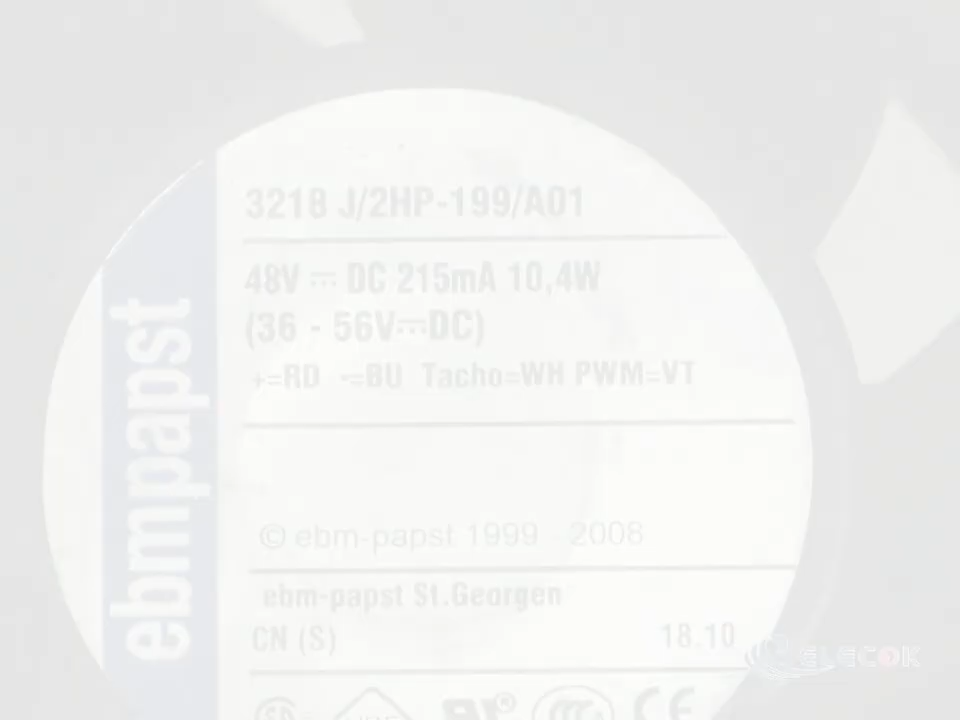 ebmpapst
3218 J/2HP-199/A01
48V ⎓ DC 215mA 10,4W
(36 - 56V⎓DC)
+=RD -=BU Tacho=WH PWM=VT
© ebm-papst 1999 - 2008
ebm-papst St.Georgen
CN (S)
18.10
ELECOK